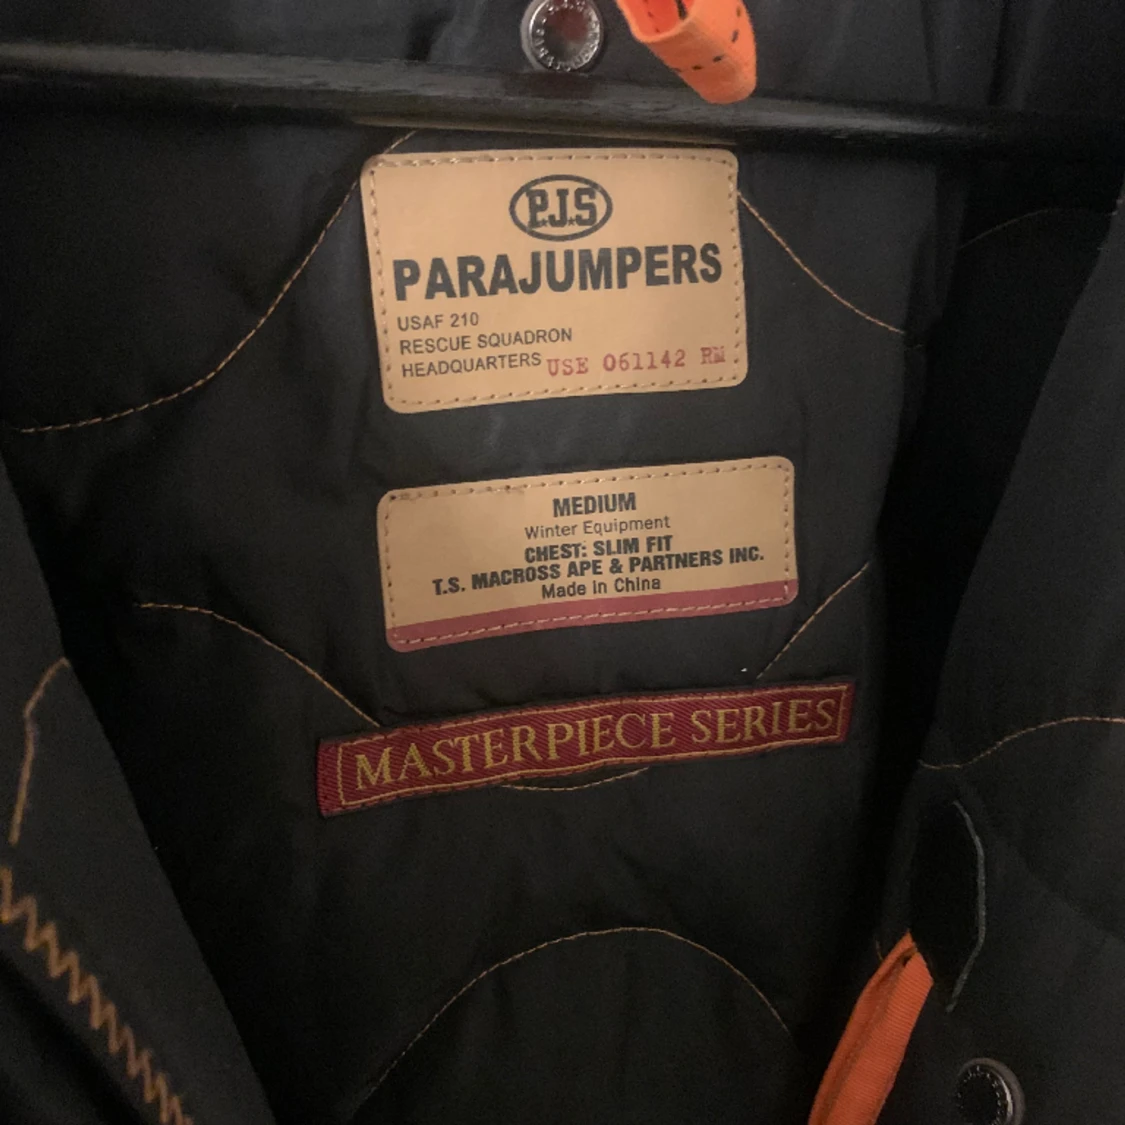 P.J.S
PARAJUMPERS
USAF 210
RESCUE SQUADRON
HEADQUARTERS USE 061142 RM
MEDIUM
Winter Equipment
CHEST: SLIM FIT
T.S. MACROSS APE & PARTNERS INC.
Made in China
MASTERPIECE SERIES